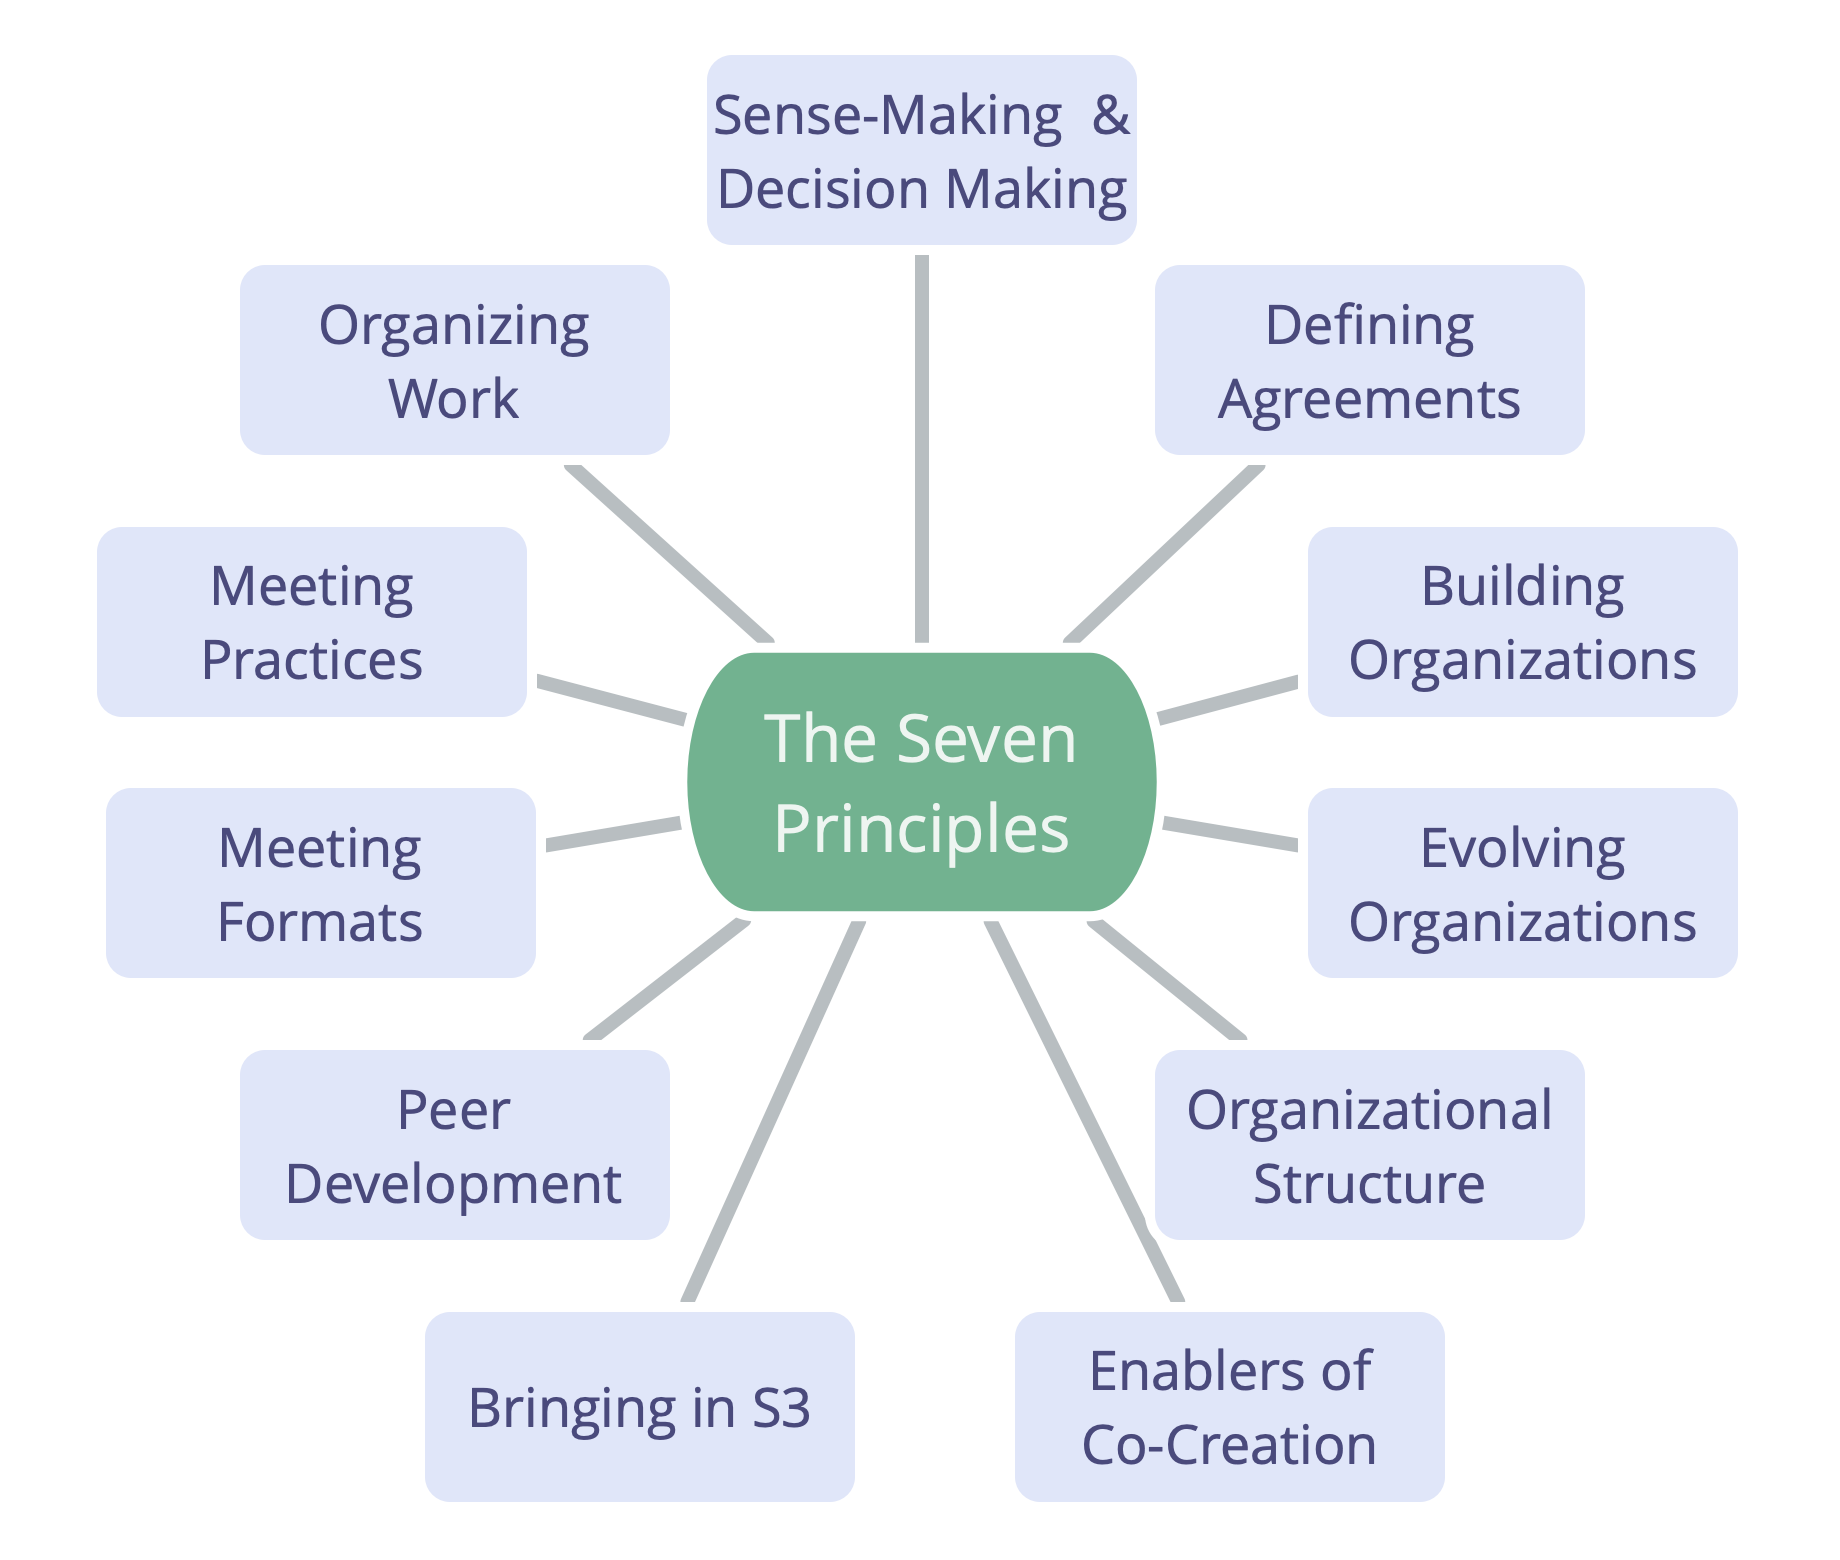 Sense-Making  &
Decision Making
Organizing
Work
Defining
Agreements
Meeting
Practices
Building
Organizations
The Seven
Principles
Meeting
Formats
Evolving
Organizations
Peer
Development
Organizational
Structure
Bringing in S3
Enablers of
Co-Creation